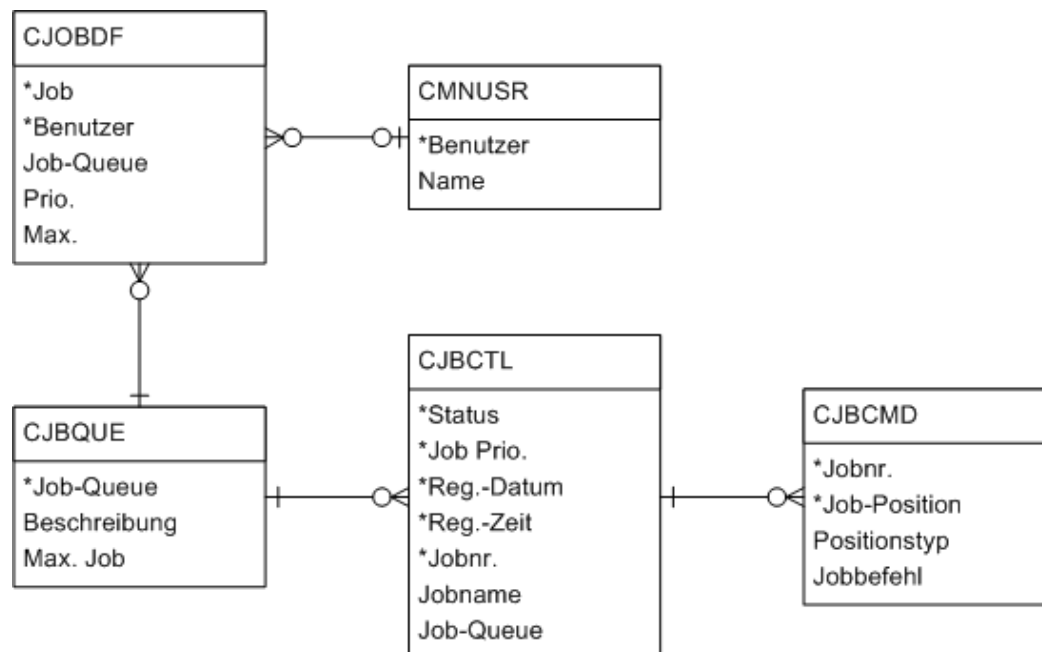 CJOBDF
*Job
*Benutzer
Job-Queue
Prio.
Max.
CMNUSR
*Benutzer
Name
CJBQUE
*Job-Queue
Beschreibung
Max. Job
CJBCTL
*Status
*Job Prio.
*Reg.-Datum
*Reg.-Zeit
*Jobnr.
Jobname
Job-Queue
CJBCMD
*Jobnr.
*Job-Position
Positionstyp
Jobbefehl